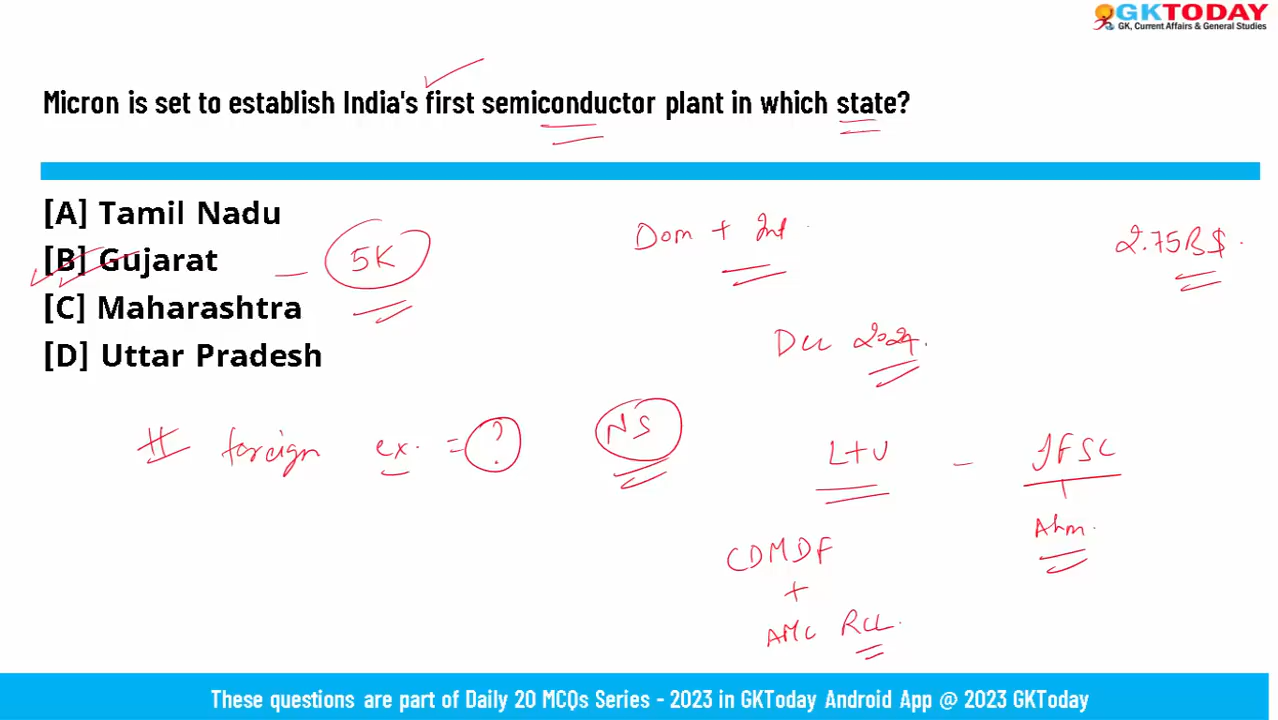 GKTODAY
GK, Current Affairs & General Studies
Micron is set to establish India's first semiconductor plant in which state?
[A] Tamil Nadu
[B] Gujarat
5K
[C] Maharashtra
[D] Uttar Pradesh
Dom + Int
2.75B$
Dec 2024
# foreign ex. = ?
NS
L+U - IFSC
Ahm.
CDMDF
+
AMC RCL
These questions are part of Daily 20 MCQs Series - 2023 in GKToday Android App @ 2023 GKToday